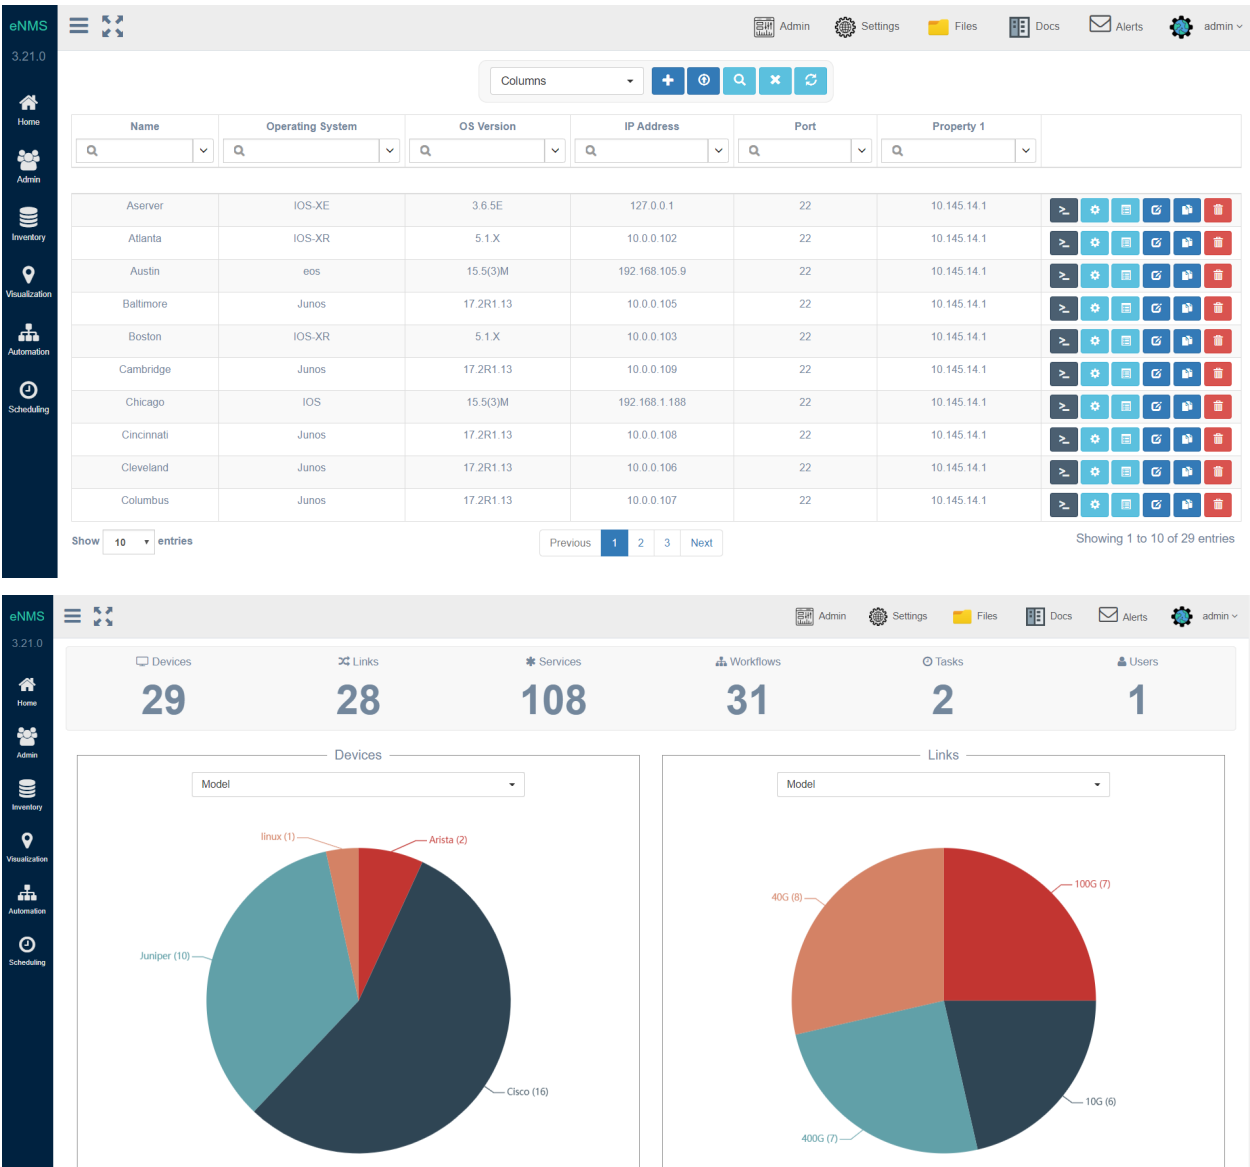 eNMS
Admin Settings Files Docs Alerts admin
3.21.0
Home
Admin
Inventory
Visualization
Automation
Scheduling
Columns
Name Operating System OS Version IP Address Port Property 1
Aserver IOS-XE 3.6.5E 127.0.0.1 22 10.145.14.1
Atlanta IOS-XR 5.1.X 10.0.0.102 22 10.145.14.1
Austin eos 15.5(3)M 192.168.105.9 22 10.145.14.1
Baltimore Junos 17.2R1.13 10.0.0.105 22 10.145.14.1
Boston IOS-XR 5.1.X 10.0.0.103 22 10.145.14.1
Cambridge Junos 17.2R1.13 10.0.0.109 22 10.145.14.1
Chicago IOS 15.5(3)M 192.168.1.188 22 10.145.14.1
Cincinnati Junos 17.2R1.13 10.0.0.108 22 10.145.14.1
Cleveland Junos 17.2R1.13 10.0.0.106 22 10.145.14.1
Columbus Junos 17.2R1.13 10.0.0.107 22 10.145.14.1
Show 10 entries Previous 1 2 3 Next Showing 1 to 10 of 29 entries
eNMS
Admin Settings Files Docs Alerts admin
3.21.0
Home
Admin
Inventory
Visualization
Automation
Scheduling
Devices Links Services Workflows Tasks Users
29 28 108 31 2 1
Devices
Model
linux (1)
Arista (2)
Juniper (10)
Cisco (16)
Links
Model
100G (7)
40G (8)
10G (6)
400G (7)